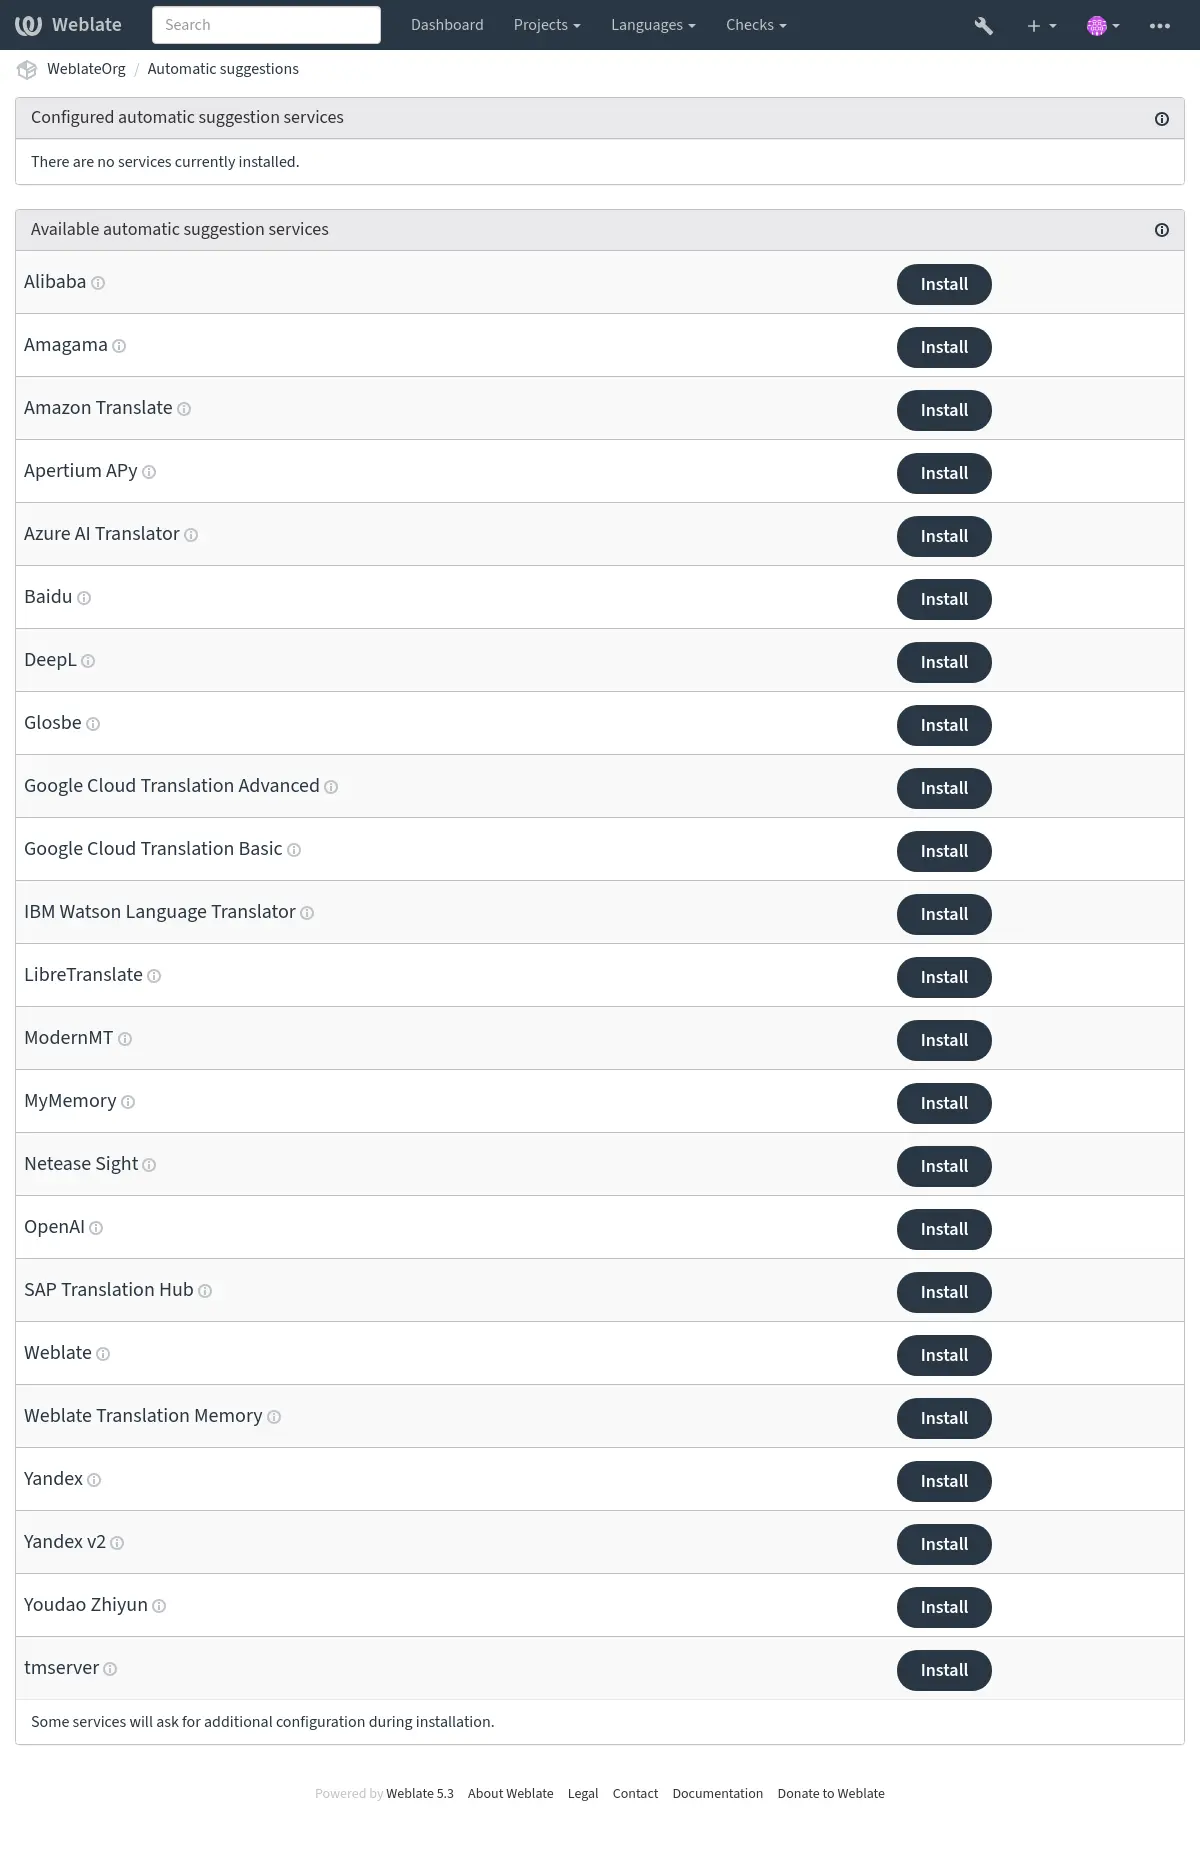 Weblate Search Dashboard Projects Languages Checks
WeblateOrg / Automatic suggestions
Configured automatic suggestion services
There are no services currently installed.
Available automatic suggestion services
Alibaba Install
Amagama Install
Amazon Translate Install
Apertium APy Install
Azure AI Translator Install
Baidu Install
DeepL Install
Glosbe Install
Google Cloud Translation Advanced Install
Google Cloud Translation Basic Install
IBM Watson Language Translator Install
LibreTranslate Install
ModernMT Install
MyMemory Install
Netease Sight Install
OpenAI Install
SAP Translation Hub Install
Weblate Install
Weblate Translation Memory Install
Yandex Install
Yandex v2 Install
Youdao Zhiyun Install
tmserver Install
Some services will ask for additional configuration during installation.
Powered by Weblate 5.3 About Weblate Legal Contact Documentation Donate to Weblate